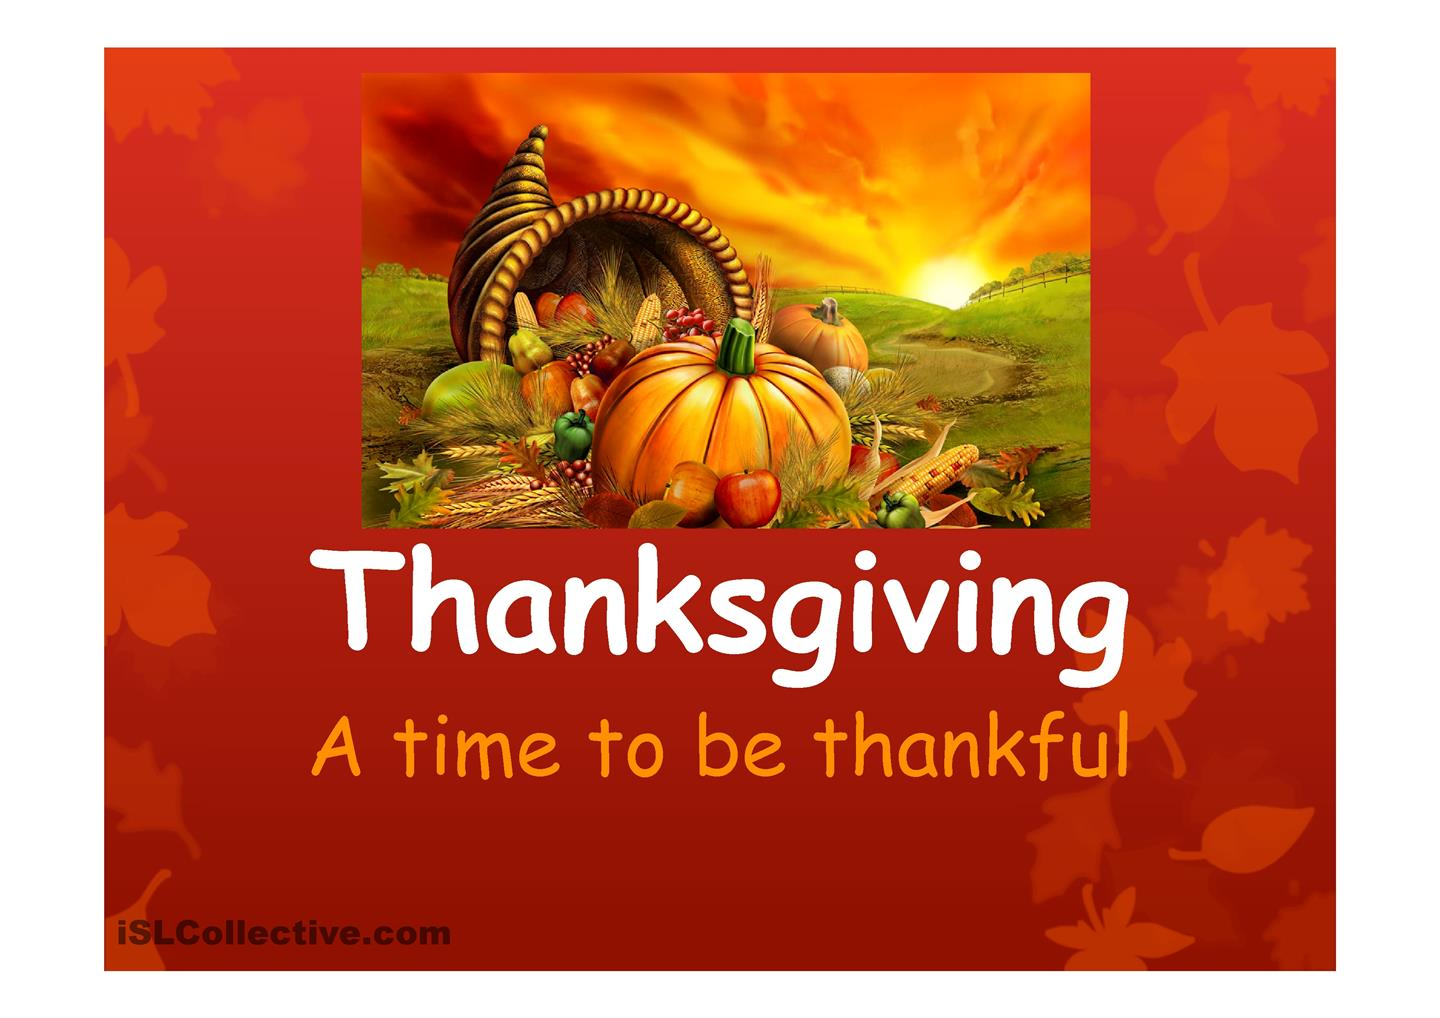 Thanksgiving
A time to be thankful
iSLCollective.com